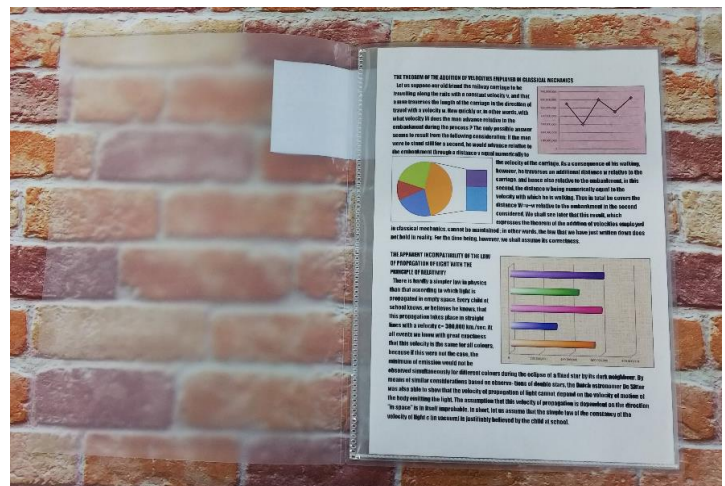 THE THEOREM OF THE ADDITION OF VELOCITIES EMPLOYED IN CLASSICAL MECHANICS
Let us suppose our old friend the railway carriage to be
travelling along the rails with a constant velocity v, and that
a man traverses the length of the carriage in the direction of
travel with a velocity w. How quickly or, in other words, with
what velocity W does the man advance relative to the
embankment during the process ? The only possible answer
seems to result from the following consideration: If the man
were to stand still for a second, he would advance relative to
the embankment through a distance v equal numerically to
the velocity of the carriage. As a consequence of his walking,
however, he traverses an additional distance w relative to the
carriage, and hence also relative to the embankment, in this
second, the distance w being numerically equal to the
velocity with which he is walking. Thus in total he covers the
distance W=v+w relative to the embankment in the second
considered. We shall see later that this result, which
expresses the theorem of the addition of velocities employed
in classical mechanics, cannot be maintained ; in other words, the law that we have just written down does
not hold in reality. For the time being, however, we shall assume its correctness.
THE APPARENT INCOMPATIBILITY OF THE LAW
OF PROPAGATION OF LIGHT WITH THE
PRINCIPLE OF RELATIVITY
There is hardly a simpler law in physics
than that according to which light is
propagated in empty space. Every child at
school knows, or believes he knows, that
this propagation takes place in straight
lines with a velocity c= 300,000 km./sec. At
all events we know with great exactness
that this velocity is the same for all colours,
because if this were not the case, the
minimum of emission would not be
observed simultaneously for different colours during the eclipse of a fixed star by its dark neighbour. By
means of similar considerations based on observa- tions of double stars, the Dutch astronomer De Sitter
was also able to show that the velocity of propagation of light cannot depend on the velocity of motion of
the body emitting the light. The assumption that this velocity of propagation is dependent on the direction
"in space" is in itself improbable. In short, let us assume that the simple law of the constancy of the
velocity of light c (in vacuum) is justifiably believed by the child at school.